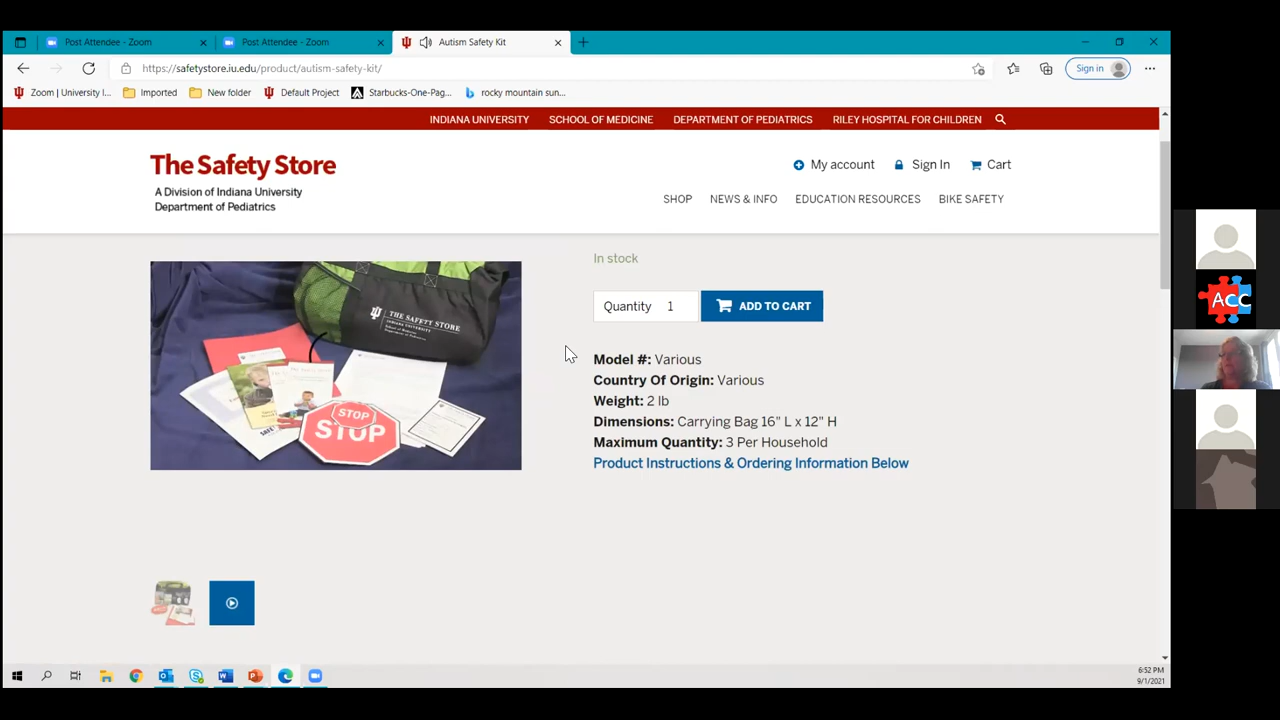 Post Attendee - Zoom
Post Attendee - Zoom
Autism Safety Kit
https://safetystore.iu.edu/product/autism-safety-kit/
Sign in
Zoom | University I...
Imported
New folder
Default Project
Starbucks-One-Pag...
rocky mountain sun...
INDIANA UNIVERSITY
SCHOOL OF MEDICINE
DEPARTMENT OF PEDIATRICS
RILEY HOSPITAL FOR CHILDREN
The Safety Store
A Division of Indiana University
Department of Pediatrics
My account
Sign In
Cart
SHOP
NEWS & INFO
EDUCATION RESOURCES
BIKE SAFETY
THE SAFETY STORE
INDIANA UNIVERSITY
STOP
STOP
In stock
Quantity 1
ADD TO CART
Model #: Various
Country Of Origin: Various
Weight: 2 lb
Dimensions: Carrying Bag 16" L x 12" H
Maximum Quantity: 3 Per Household
Product Instructions & Ordering Information Below
ACC
6:52 PM
9/1/2021